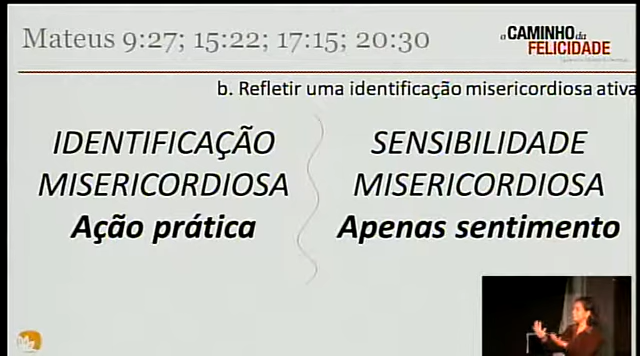 Mateus 9:27; 15:22; 17:15; 20:30
a CAMINHO da
FELICIDADE
b. Refletir uma identificação misericordiosa ativa
IDENTIFICAÇÃO
MISERICORDIOSA
Ação prática
SENSIBILIDADE
MISERICORDIOSA
Apenas sentimento